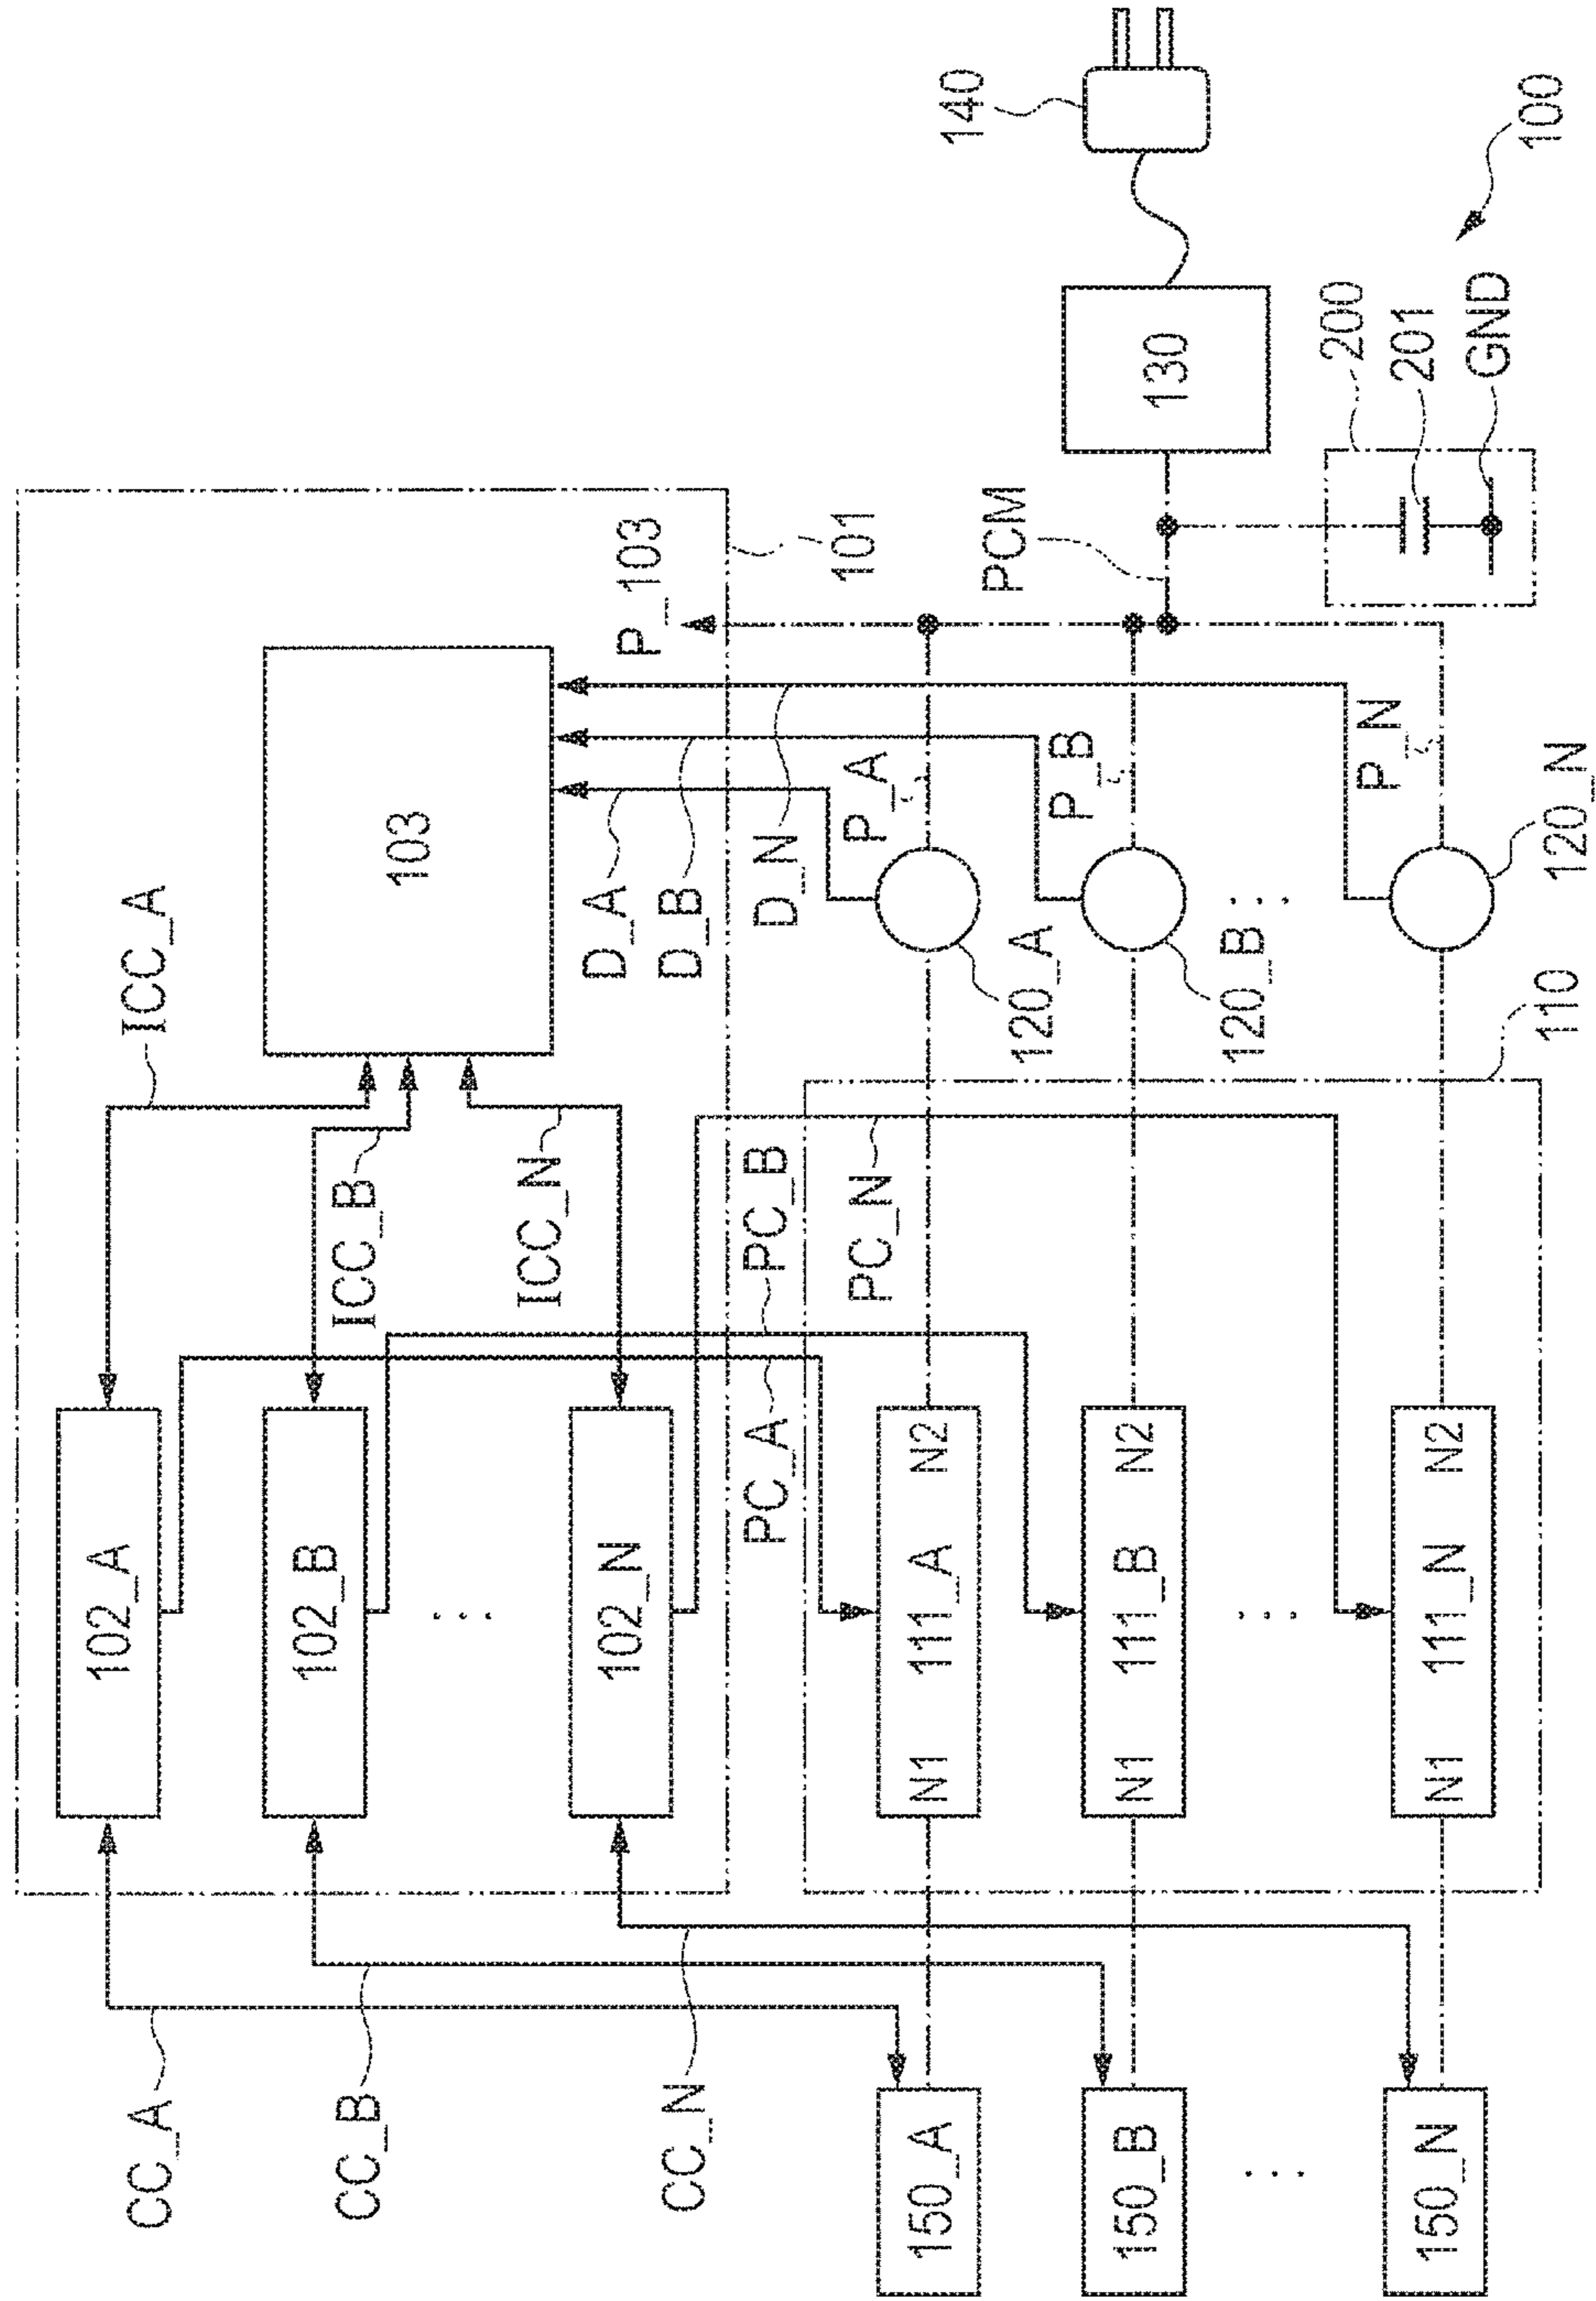 CC_A
ICC_A
102_A
103
140
CC_B
102_B
ICC_B
P_103
CC_N
102_N
ICC_N
D_A
D_B
D_N
101
PC_A
PC_B
PC_N
P_A
PCM
130
150_A
N1 111_A N2
120_A
P_B
150_B
N1 111_B N2
120_B
200
201
GND
100
P_N
150_N
N1 111_N N2
110
120_N